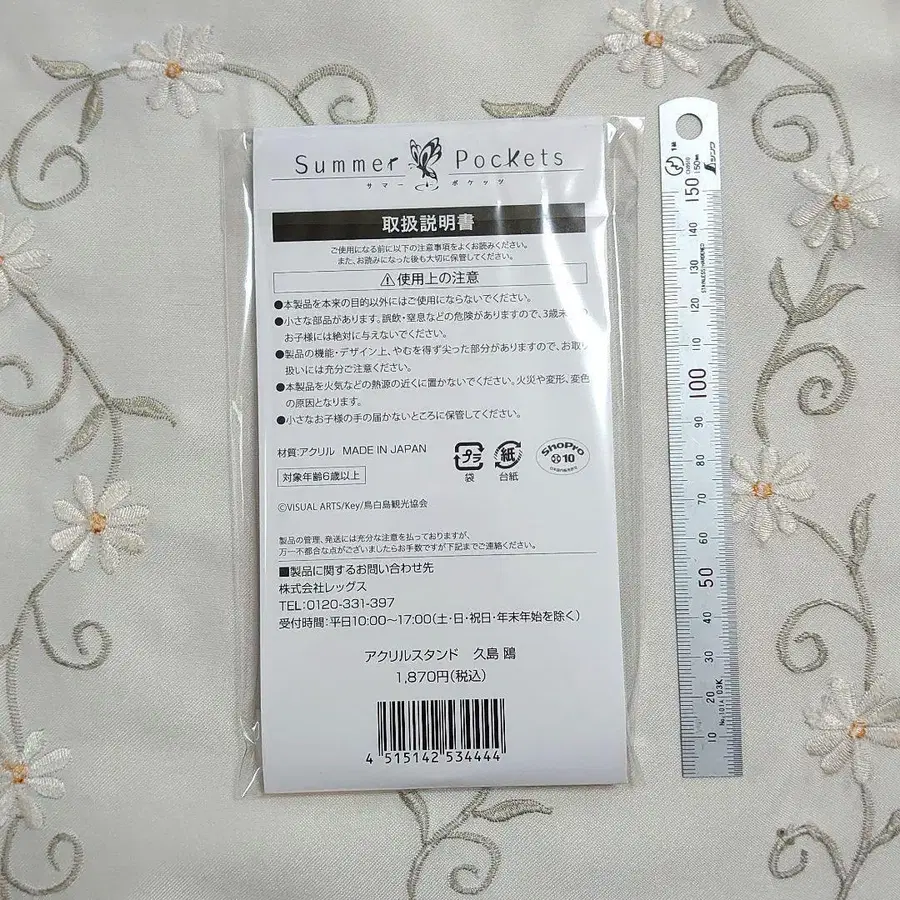 Summer Pockets
サマー ポケッツ
取扱説明書
ご使用になる前に以下の注意事項をよくお読みください。
また、お読みになった後も大切に保管してください。
⚠使用上の注意
●本製品を本来の目的以外にはご使用にならないでください。
●小さな部品があります。誤飲・窒息などの危険がありますので、3歳未
お子様には絶対に与えないでください。
●製品の機能・デザイン上、やむを得ず尖った部分がありますので、お取り
扱いには充分ご注意ください。
●本製品を火気などの熱源の近くに置かないでください。火災や変形、変色
の原因となります。
●小さなお子様の手の届かないところに保管してください。
材質:アクリル MADE IN JAPAN
プラ
袋
紙
台紙
ShoPro
10
対象年齢6歳以上
©VISUAL ARTS/Key/鳥白島観光協会
製品の管理、発送には充分な注意を払っておりますが、
万一不都合な点がございましたらお手数ですが下記までご連絡ください。
■製品に関するお問い合わせ先
株式会社レッグス
TEL:0120-331-397
受付時間:平日10:00〜17:00(土・日・祝日・年末年始を除く)
アクリルスタンド 久島 鴎
1,870円(税込)
4 515142 534444
シンワ
150mm
150
140
130
120
110
100
90
80
70
60
50
40
30
20
10
STAINLESS-HARDENED